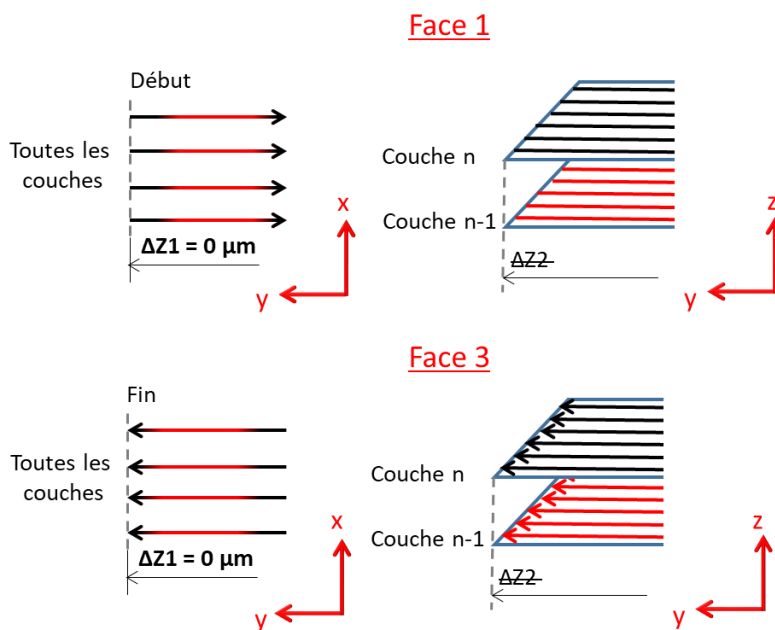 Face 1
Début
Toutes les
couches
ΔZ1 = 0 µm
x
y
Couche n
Couche n-1
ΔZ2
z
y
Face 3
Fin
Toutes les
couches
ΔZ1 = 0 µm
x
y
Couche n
Couche n-1
ΔZ2
z
y